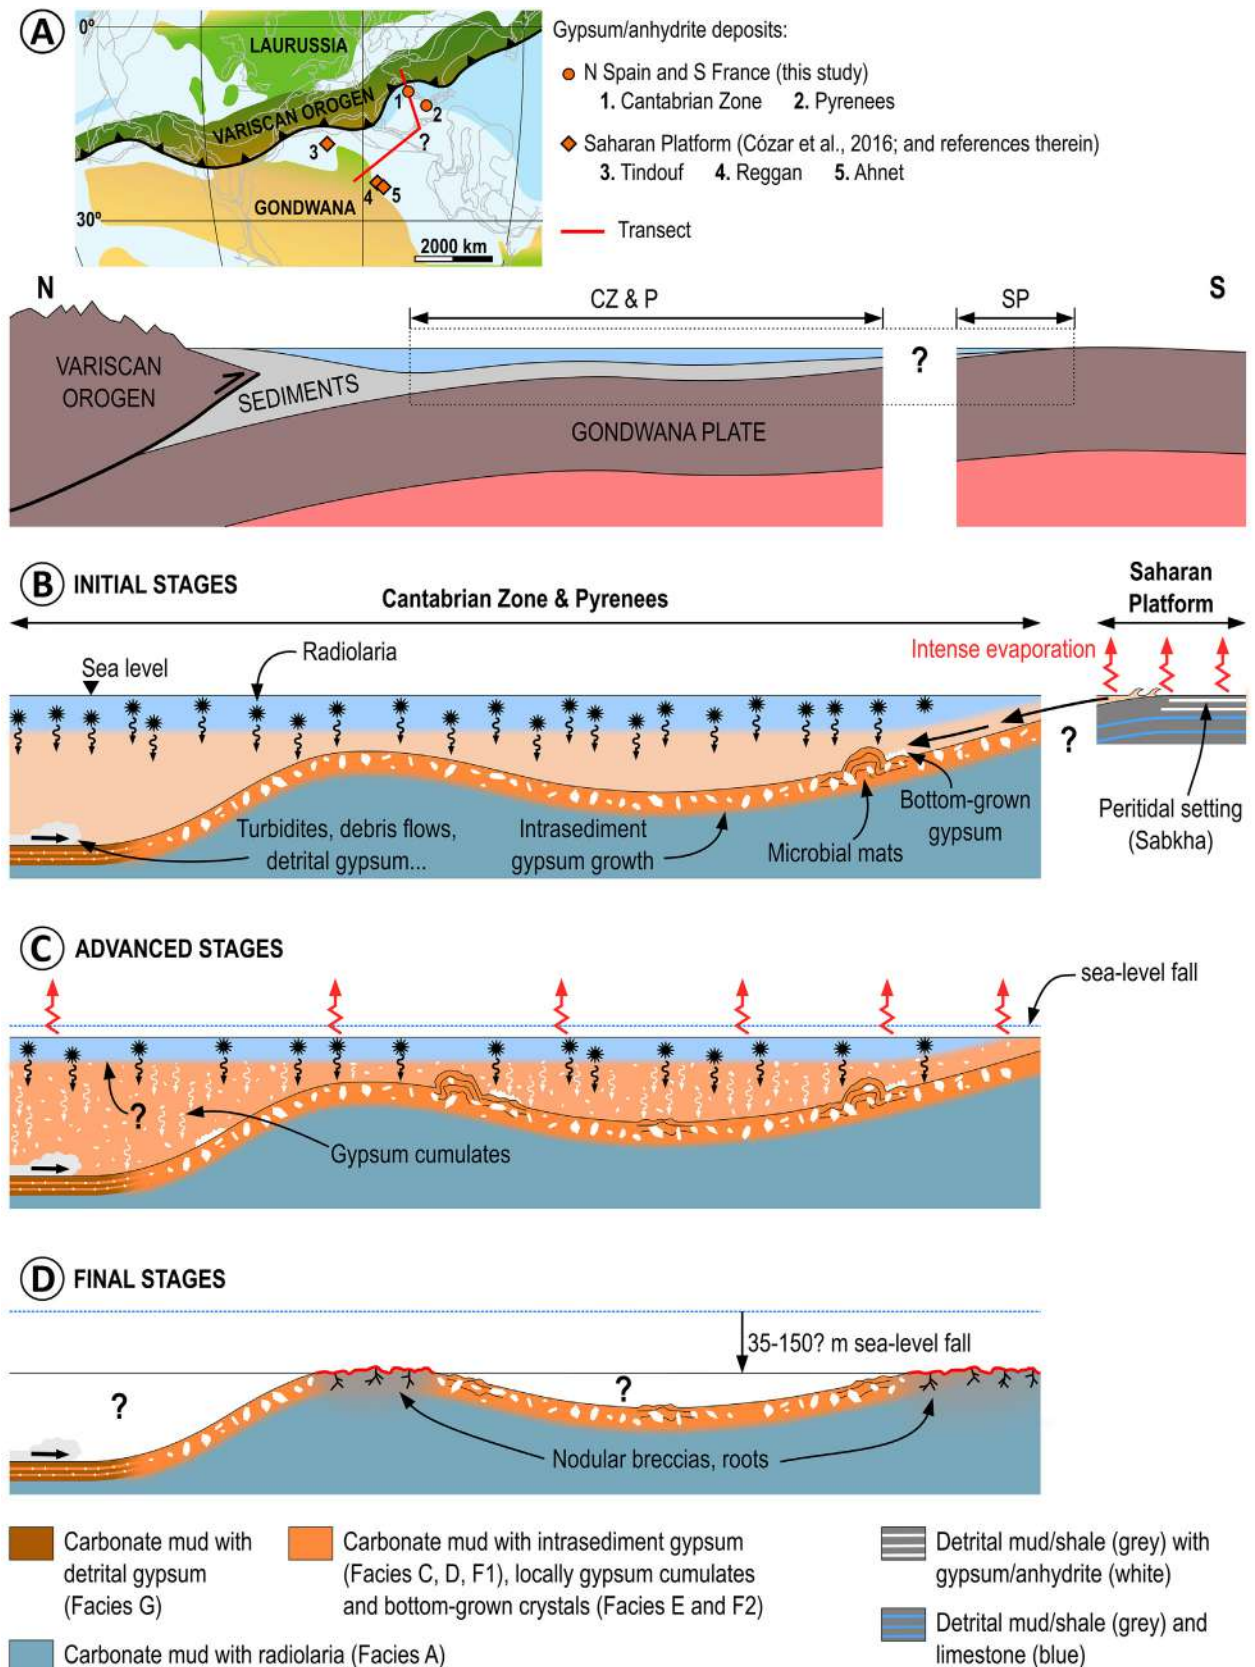 A
0º
LAURUSSIA
VARISCAN OROGEN
1
2
?
3
4
5
GONDWANA
30º
2000 km
Gypsum/anhydrite deposits:
N Spain and S France (this study)
1. Cantabrian Zone 2. Pyrenees
Saharan Platform (Cózar et al., 2016; and references therein)
3. Tindouf 4. Reggan 5. Ahnet
Transect
N
CZ & P
SP
S
VARISCAN
OROGEN
SEDIMENTS
?
GONDWANA PLATE
B INITIAL STAGES
Cantabrian Zone & Pyrenees
Saharan
Platform
Sea level
Radiolaria
Intense evaporation
?
Turbidites, debris flows,
detrital gypsum...
Intrasediment
gypsum growth
Microbial mats
Bottom-grown
gypsum
Peritidal setting
(Sabkha)
C ADVANCED STAGES
sea-level fall
?
Gypsum cumulates
D FINAL STAGES
35-150? m sea-level fall
?
?
Nodular breccias, roots
Carbonate mud with
detrital gypsum
(Facies G)
Carbonate mud with intrasediment gypsum
(Facies C, D, F1), locally gypsum cumulates
and bottom-grown crystals (Facies E and F2)
Detrital mud/shale (grey) with
gypsum/anhydrite (white)
Carbonate mud with radiolaria (Facies A)
Detrital mud/shale (grey) and
limestone (blue)